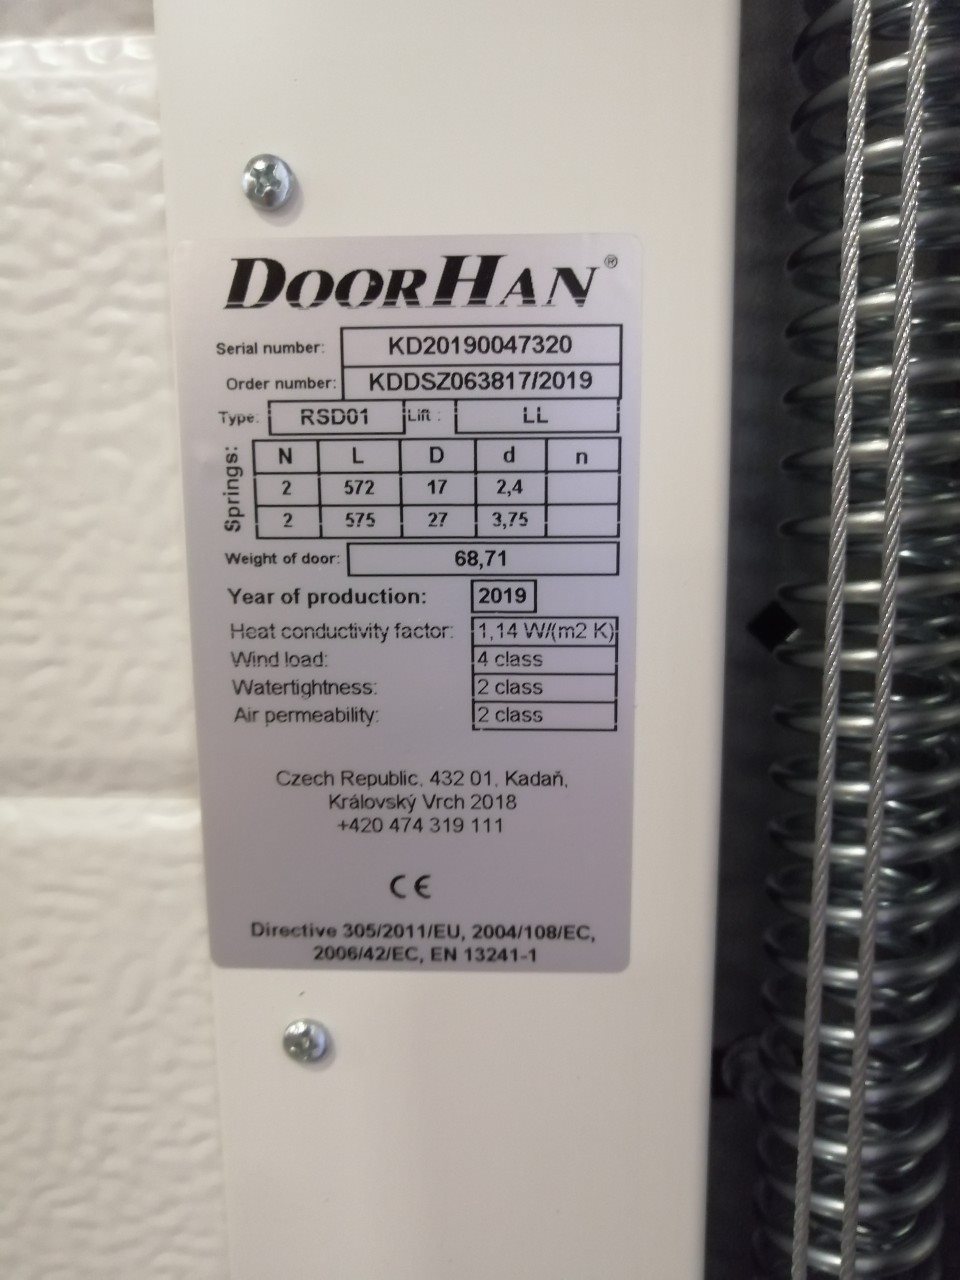 DOORHAN®
Serial number: KD20190047320
Order number: KDDSZ063817/2019
Type: RSD01 Lift : LL
Springs:
N L D d n
2 572 17 2,4
2 575 27 3,75
Weight of door: 68,71
Year of production: 2019
Heat conductivity factor: 1,14 W/(m2 K)
Wind load: 4 class
Watertightness: 2 class
Air permeability: 2 class
Czech Republic, 432 01, Kadaň,
Královský Vrch 2018
+420 474 319 111
CE
Directive 305/2011/EU, 2004/108/EC,
2006/42/EC, EN 13241-1